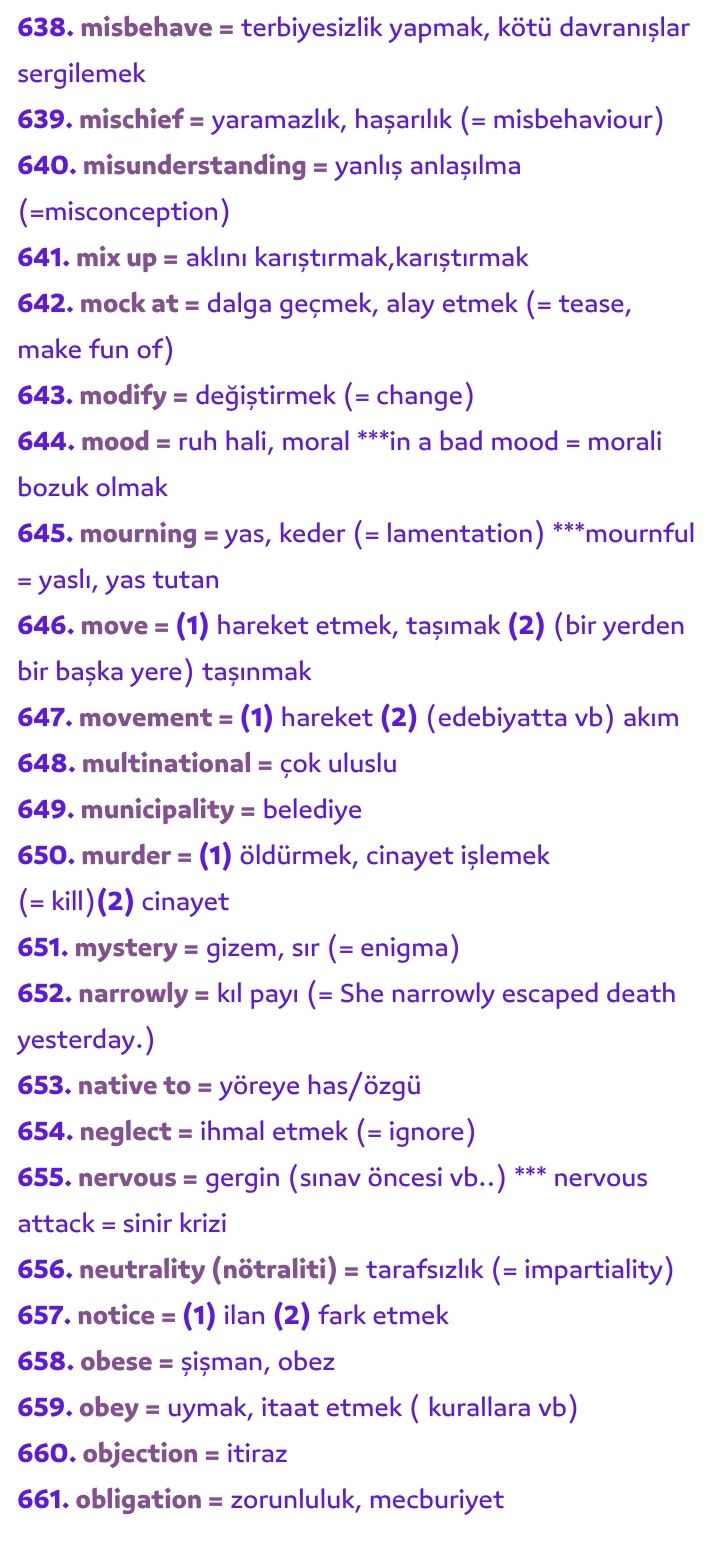 638. misbehave = terbiyesizlik yapmak, kötü davranışlar
sergilemek
639. mischief = yaramazlık, haşarılık (= misbehaviour)
640. misunderstanding = yanlış anlaşılma
(=misconception)
641. mix up = aklını karıştırmak,karıştırmak
642. mock at = dalga geçmek, alay etmek (= tease,
make fun of)
643. modify = değiştirmek (= change)
644. mood = ruh hali, moral ***in a bad mood = morali
bozuk olmak
645. mourning = yas, keder (= lamentation) ***mournful
= yaslı, yas tutan
646. move = (1) hareket etmek, taşımak (2) (bir yerden
bir başka yere) taşınmak
647. movement = (1) hareket (2) (edebiyatta vb) akım
648. multinational = çok uluslu
649. municipality = belediye
650. murder = (1) öldürmek, cinayet işlemek
(= kill)(2) cinayet
651. mystery = gizem, sır (= enigma)
652. narrowly = kıl payı (= She narrowly escaped death
yesterday.)
653. native to = yöreye has/özgü
654. neglect = ihmal etmek (= ignore)
655. nervous = gergin (sınav öncesi vb..) *** nervous
attack = sinir krizi
656. neutrality (nötraliti) = tarafsızlık (= impartiality)
657. notice = (1) ilan (2) fark etmek
658. obese = şişman, obez
659. obey = uymak, itaat etmek ( kurallara vb)
660. objection = itiraz
661. obligation = zorunluluk, mecburiyet